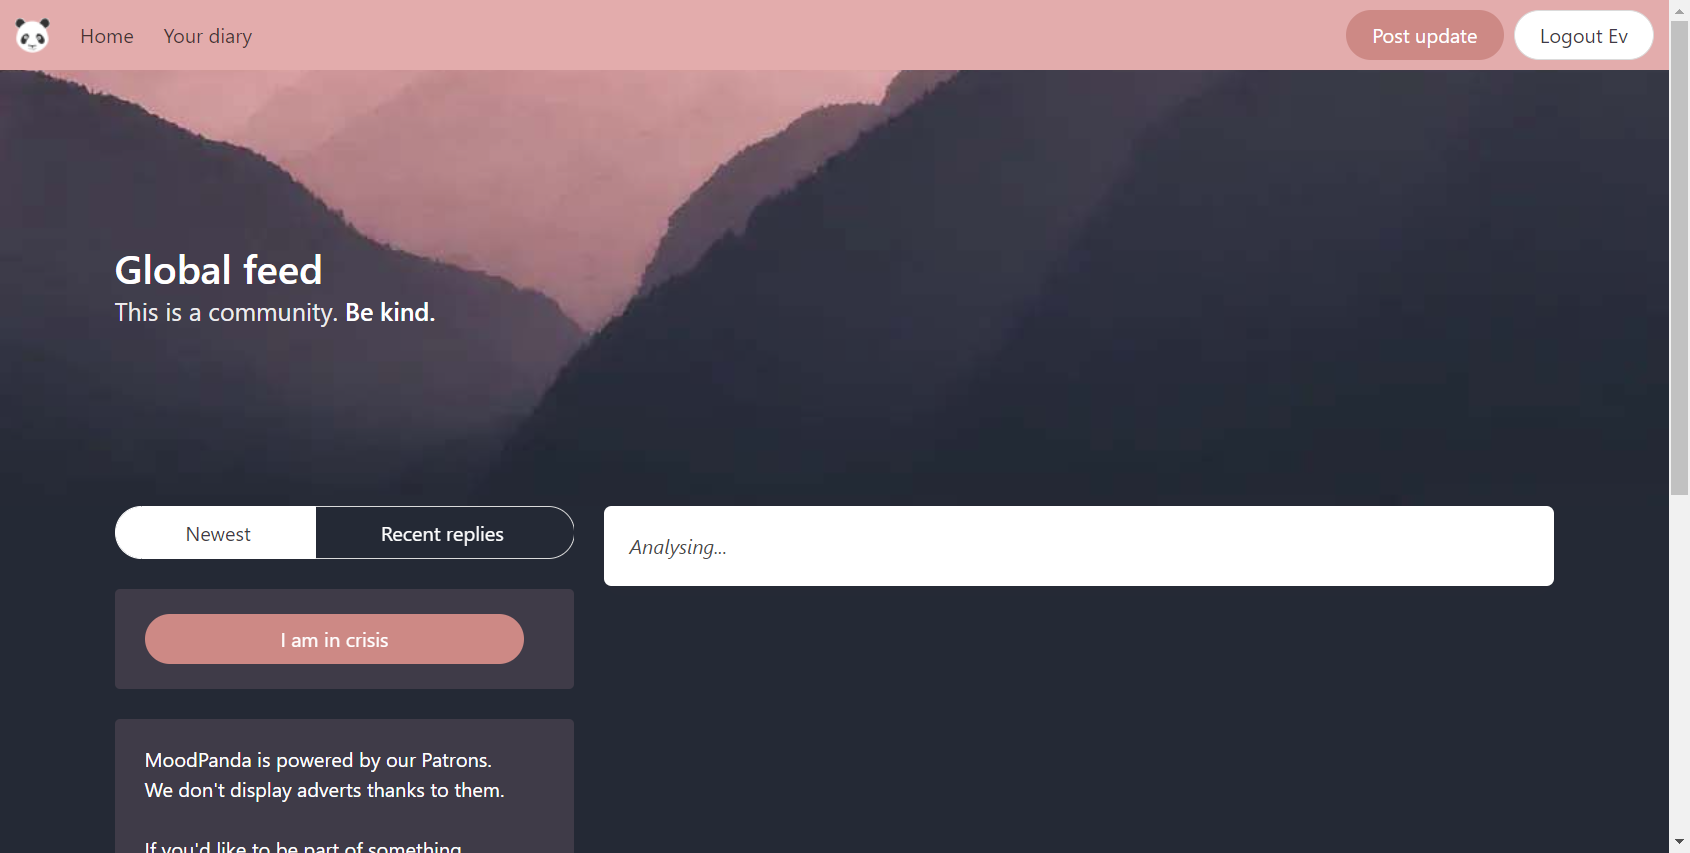 Home
Your diary
Post update
Logout Ev
Global feed
This is a community. Be kind.
Newest
Recent replies
Analysing...
I am in crisis
MoodPanda is powered by our Patrons.
We don't display adverts thanks to them.
If you'd like to be part of something